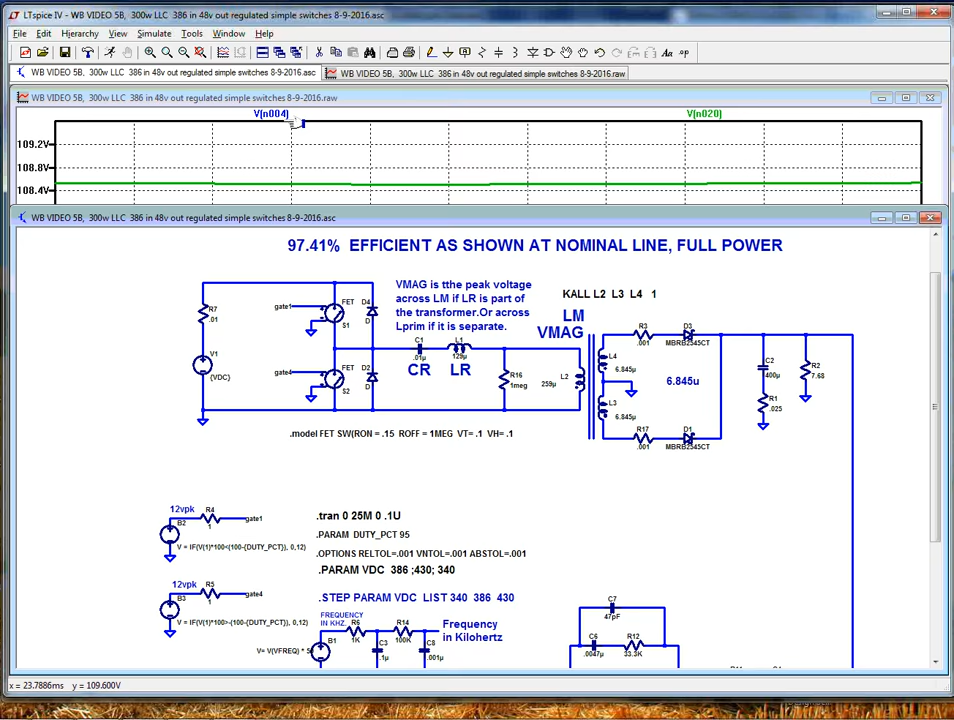 LTspice IV - WB VIDEO 5B,  300w LLC  386 in 48v out regulated simple switches 8-9-2016.asc
File Edit Hierarchy View Simulate Tools Window Help
WB VIDEO 5B,  300w LLC  386 in 48v out regulated simple switches 8-9-2016.asc
WB VIDEO 5B,  300w LLC  386 in 48v out regulated simple switches 8-9-2016.raw
WB VIDEO 5B,  300w LLC  386 in 48v out regulated simple switches 8-9-2016.raw
V(n004) V(n020)
109.2V
108.8V
108.4V
WB VIDEO 5B,  300w LLC  386 in 48v out regulated simple switches 8-9-2016.asc
97.41%  EFFICIENT AS SHOWN AT NOMINAL LINE, FULL POWER
VMAG is tthe peak voltage
across LM if LR is part of
the transformer.Or across
Lprim if it is separate.
KALL L2  L3  L4   1
R7
.01
gate1
FET
S1
D4
D
LM
VMAG
V1
{VDC}
gate4
FET
S2
D2
D
C1
.01µ
CR
L1
129µ
LR
R16
1meg
259µ
L2
L4
6.845µ
L3
6.845µ
R3
.001
D3
MBRB2545CT
6.845u
R17
.001
D1
MBRB2545CT
C2
400µ
R1
.025
R2
7.68
.model FET SW(RON = .15  ROFF = 1MEG  VT= .1  VH= .1
12vpk
R4
1
gate1
B2
V = IF(V(1)*100<(100-{DUTY_PCT}), 0,12)
.tran 0 25M 0 .1U
.PARAM  DUTY_PCT 95
.OPTIONS RELTOL=.001 VNTOL=.001 ABSTOL=.001
.PARAM VDC  386 ;430; 340
12vpk
R5
1
gate4
B3
V = IF(V(1)*100>-(100-{DUTY_PCT}), 0,12)
.STEP PARAM VDC  LIST 340  386  430
FREQUENCY
IN KHZ.
R6
1K
R14
100K
Frequency
in Kilohertz
B1
C3
.1µ
C8
.001µ
C7
47pF
C6
.0047µ
R12
33.3K
x = 23.7886ms    y = 109.600V